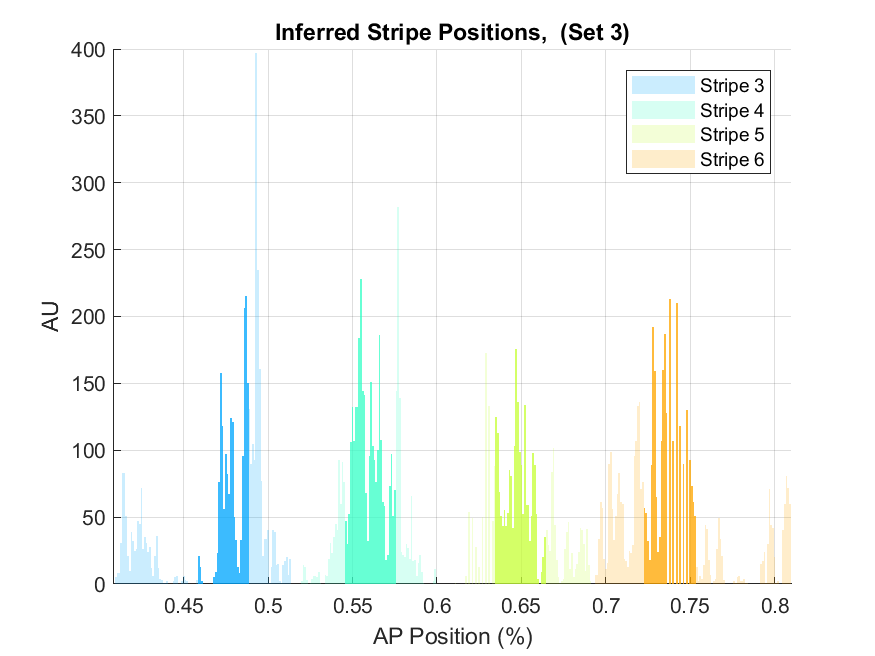 Inferred Stripe Positions,  (Set 3)
400
350
300
250
200
150
100
50
0
AU
Stripe 3
Stripe 4
Stripe 5
Stripe 6
0.45 0.5 0.55 0.6 0.65 0.7 0.75 0.8
AP Position (%)